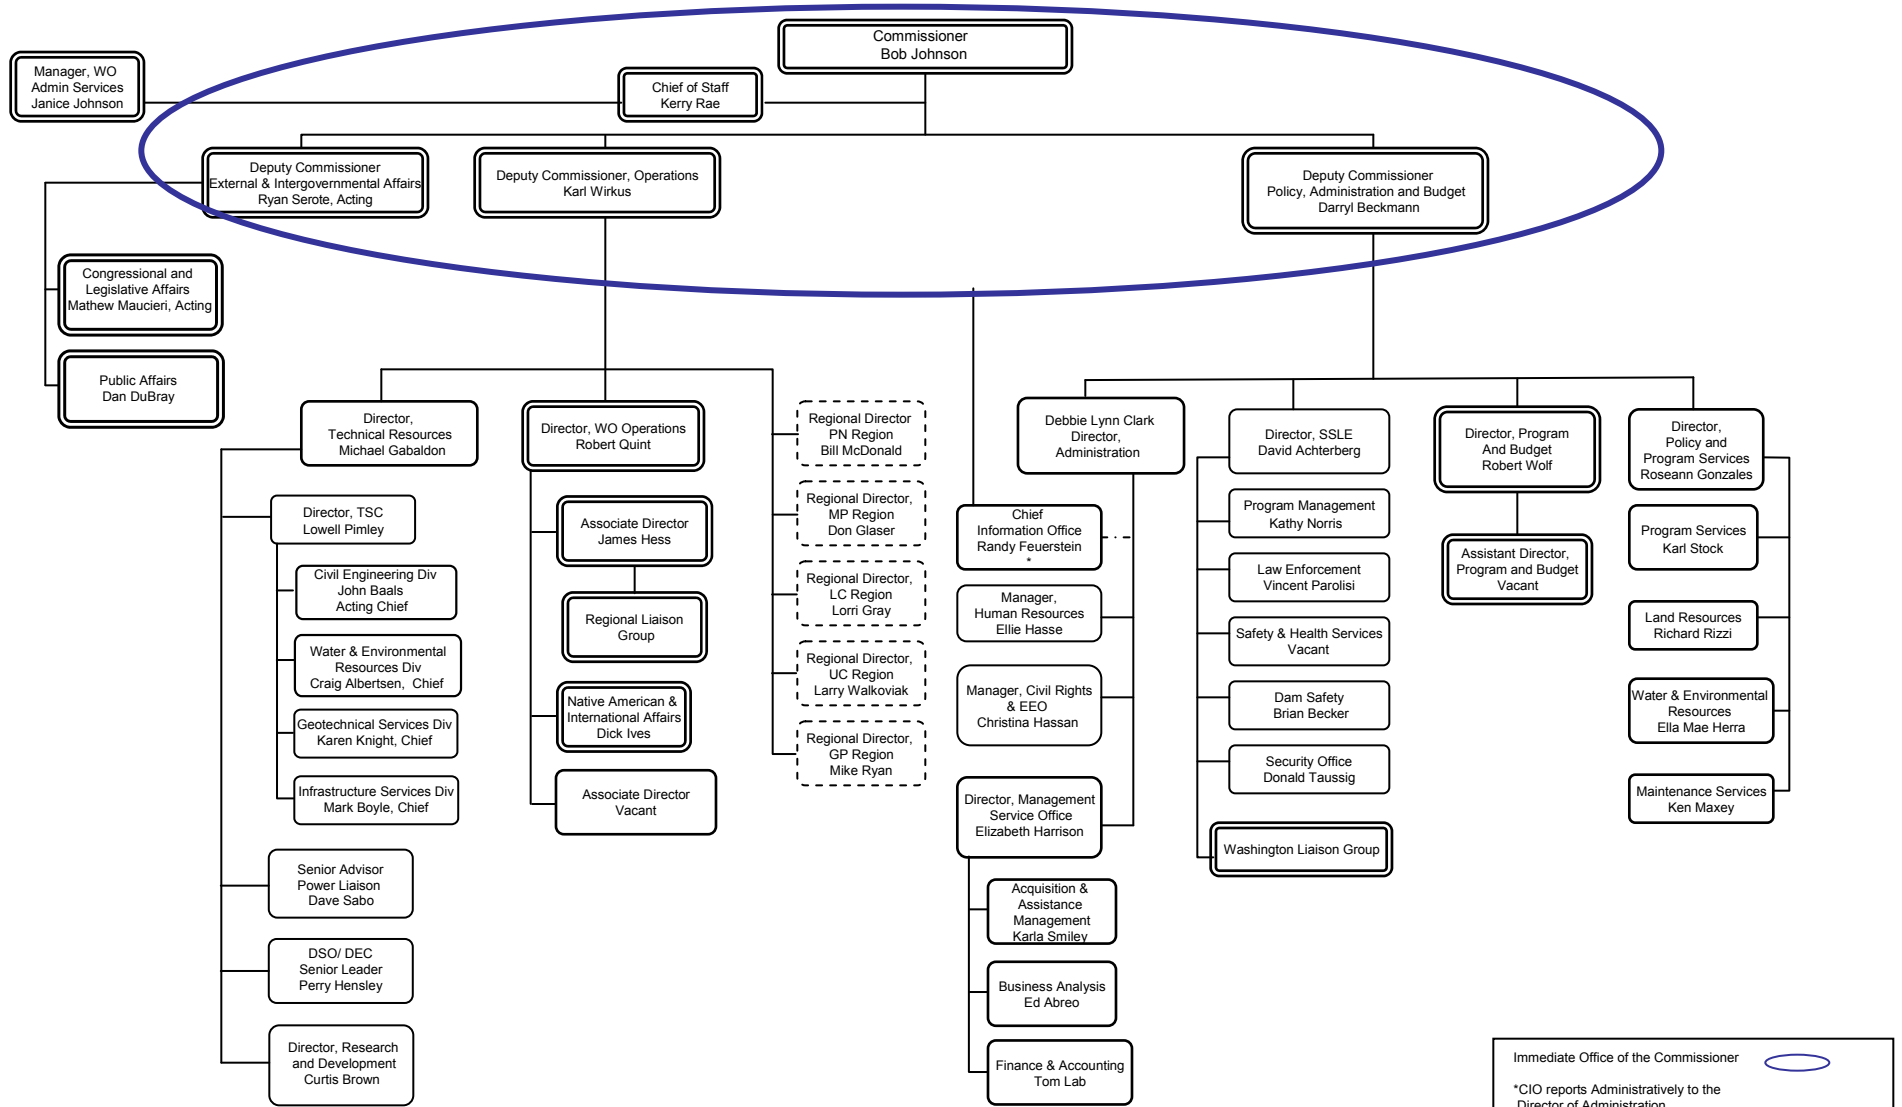 Commissioner
Bob Johnson
Manager, WO
Admin Services
Janice Johnson
Chief of Staff
Kerry Rae
Deputy Commissioner
External & Intergovernmental Affairs
Ryan Serote, Acting
Deputy Commissioner, Operations
Karl Wirkus
Deputy Commissioner
Policy, Administration and Budget
Darryl Beckmann
Congressional and
Legislative Affairs
Mathew Maucieri, Acting
Public Affairs
Dan DuBray
Director,
Technical Resources
Michael Gabaldon
Director, TSC
Lowell Pimley
Civil Engineering Div
John Baals
Acting Chief
Water & Environmental
Resources Div
Craig Albertsen, Chief
Geotechnical Services Div
Karen Knight, Chief
Infrastructure Services Div
Mark Boyle, Chief
Senior Advisor
Power Liaison
Dave Sabo
DSO/ DEC
Senior Leader
Perry Hensley
Director, Research
and Development
Curtis Brown
Director, WO Operations
Robert Quint
Associate Director
James Hess
Regional Liaison
Group
Native American &
International Affairs
Dick Ives
Associate Director
Vacant
Regional Director
PN Region
Bill McDonald
Regional Director,
MP Region
Don Glaser
Regional Director,
LC Region
Lorri Gray
Regional Director,
UC Region
Larry Walkoviak
Regional Director,
GP Region
Mike Ryan
Debbie Lynn Clark
Director,
Administration
Chief
Information Office
Randy Feuerstein
*
Manager,
Human Resources
Ellie Hasse
Manager, Civil Rights
& EEO
Christina Hassan
Director, Management
Service Office
Elizabeth Harrison
Acquisition &
Assistance
Management
Karla Smiley
Business Analysis
Ed Abreo
Finance & Accounting
Tom Lab
Director, SSLE
David Achterberg
Program Management
Kathy Norris
Law Enforcement
Vincent Parolisi
Safety & Health Services
Vacant
Dam Safety
Brian Becker
Security Office
Donald Taussig
Washington Liaison Group
Director, Program
And Budget
Robert Wolf
Assistant Director,
Program and Budget
Vacant
Director,
Policy and
Program Services
Roseann Gonzales
Program Services
Karl Stock
Land Resources
Richard Rizzi
Water & Environmental
Resources
Ella Mae Herra
Maintenance Services
Ken Maxey
Immediate Office of the Commissioner
*CIO reports Administratively to the
Director of Administration